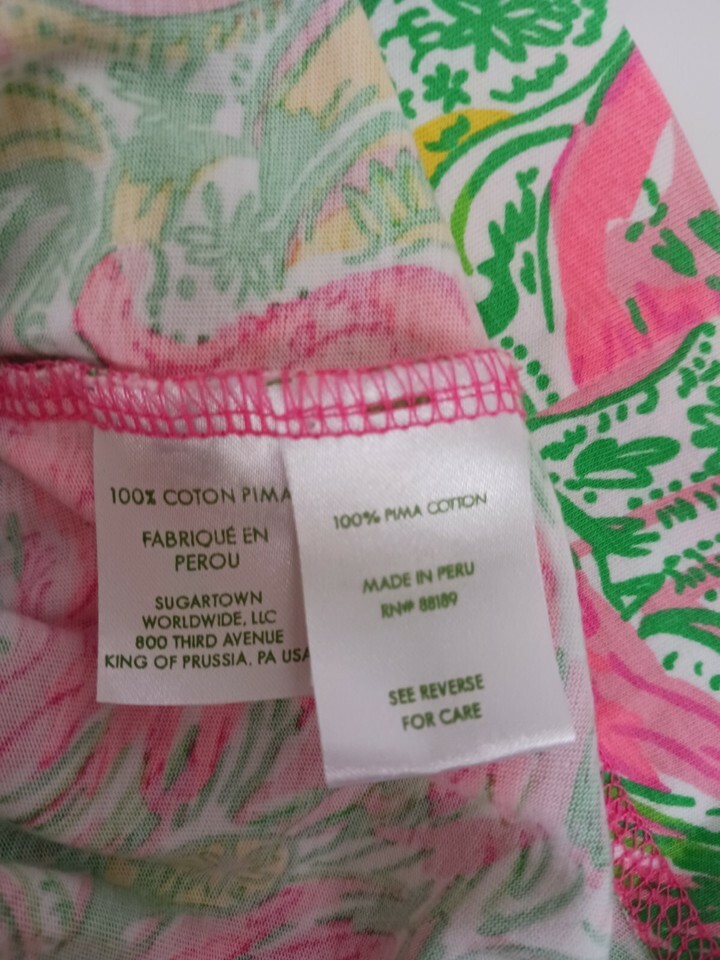 100% COTON PIMA
FABRIQUÉ EN
PEROU
SUGARTOWN
WORLDWIDE, LLC
800 THIRD AVENUE
KING OF PRUSSIA, PA USA
100% PIMA COTTON
MADE IN PERU
RN# 88189
SEE REVERSE
FOR CARE